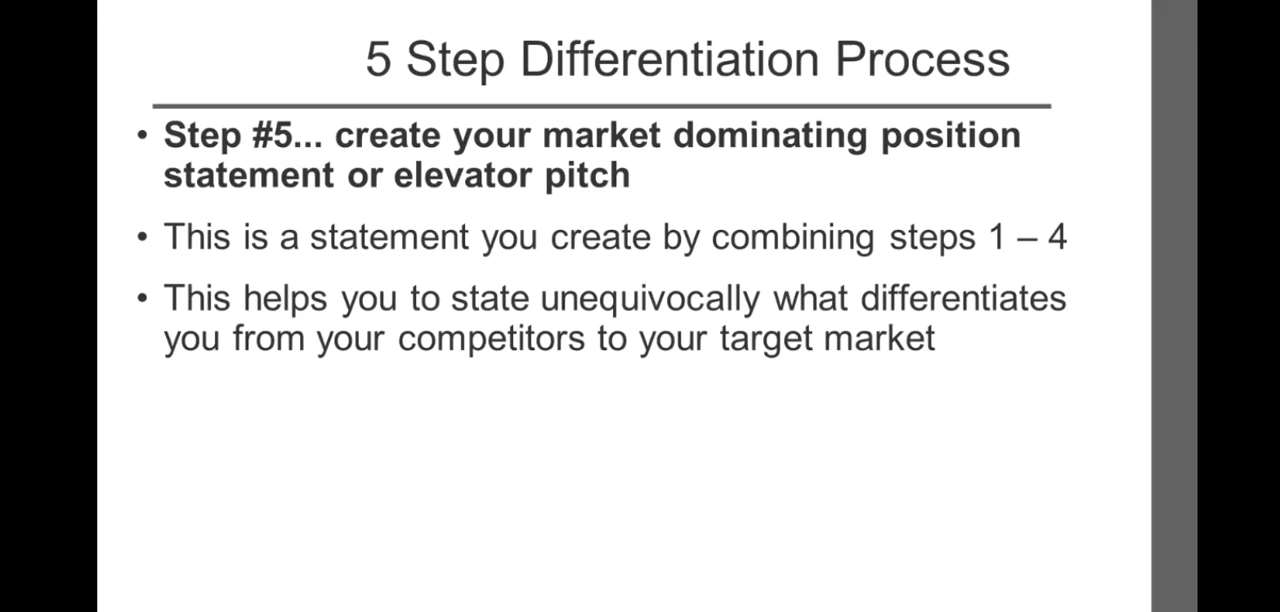 5 Step Differentiation Process
• Step #5... create your market dominating position
statement or elevator pitch
• This is a statement you create by combining steps 1 – 4
• This helps you to state unequivocally what differentiates
you from your competitors to your target market